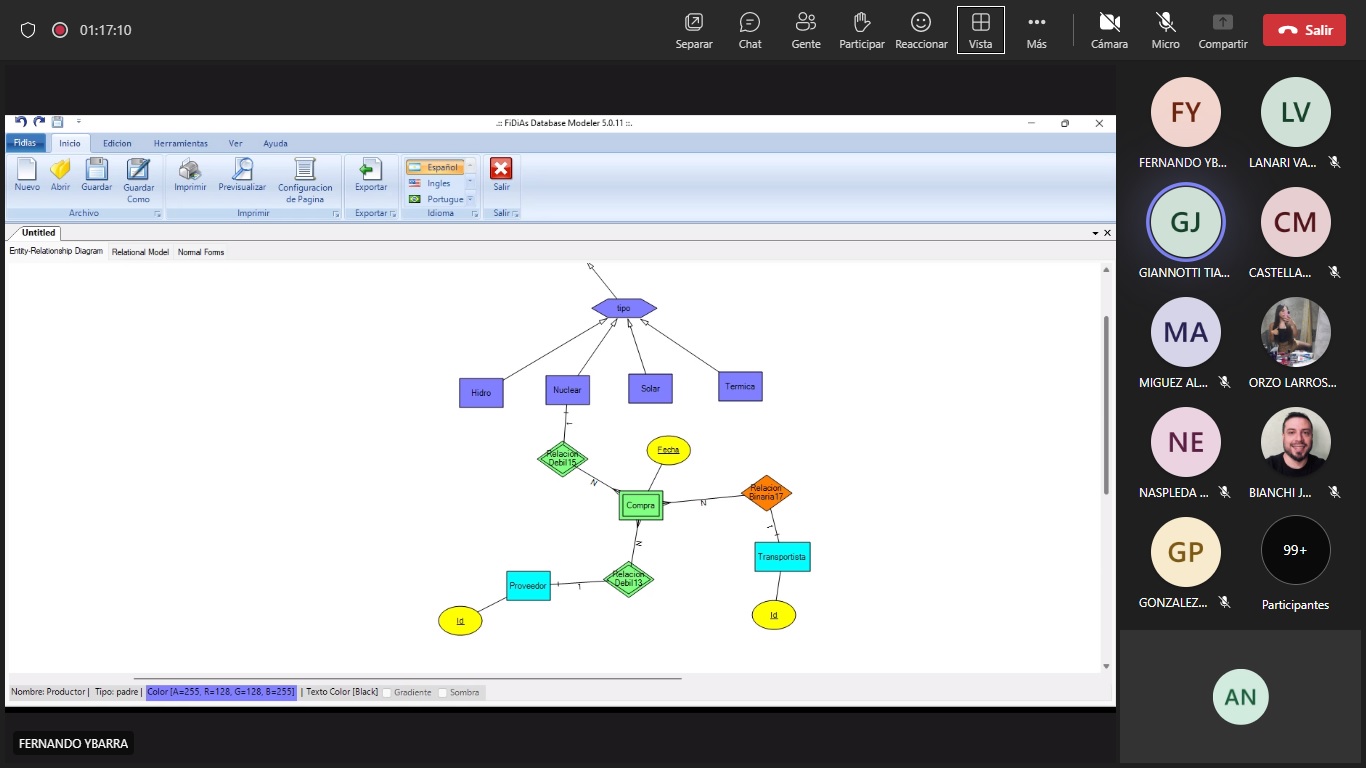 01:17:10
Separar
Chat
Gente
Participar
Reaccionar
Vista
Más
Cámara
Micro
Compartir
Salir
.:: FiDiAs Database Modeler 5.0.11 ::.
Fidias
Inicio
Edicion
Herramientas
Ver
Ayuda
Nuevo
Abrir
Guardar
Guardar
Como
Archivo
Imprimir
Previsualizar
Configuracion
de Pagina
Imprimir
Exportar
Exportar
Español
Ingles
Portugue
Idioma
Salir
Salir
Untitled
Entity-Relationship Diagram
Relational Model
Normal Forms
tipo
Hidro
Nuclear
Solar
Termica
1
Relacion
Debil15
Fecha
N
Compra
N
Relacion
Binaria17
1
N
Transportista
Proveedor
1
Relacion
Debil13
Id
Id
Nombre: Productor |
Tipo: padre |
Color [A=255, R=128, G=128, B=255]
| Texto Color [Black]
Gradiente
Sombra
FERNANDO YBARRA
FY
FERNANDO YB...
LV
LANARI VA...
GJ
GIANNOTTI TIA...
CM
CASTELLA...
MA
MIGUEZ AL...
ORZO LARROS...
NE
NASPLEDA ...
BIANCHI J...
GP
GONZALEZ...
99+
Participantes
AN